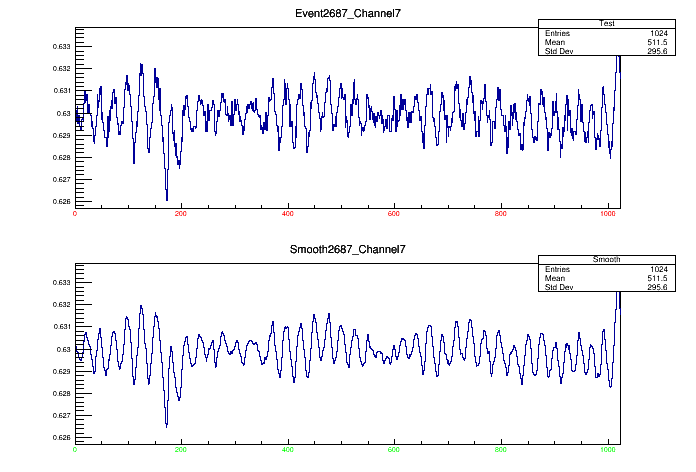 Event2687_Channel7
Test
Entries 1024
Mean 511.5
Std Dev 295.6
0.633
0.632
0.631
0.63
0.629
0.628
0.627
0.626
0 200 400 600 800 1000
Smooth2687_Channel7
Smooth
Entries 1024
Mean 511.5
Std Dev 295.6
0.633
0.632
0.631
0.63
0.629
0.628
0.627
0.626
0 200 400 600 800 1000